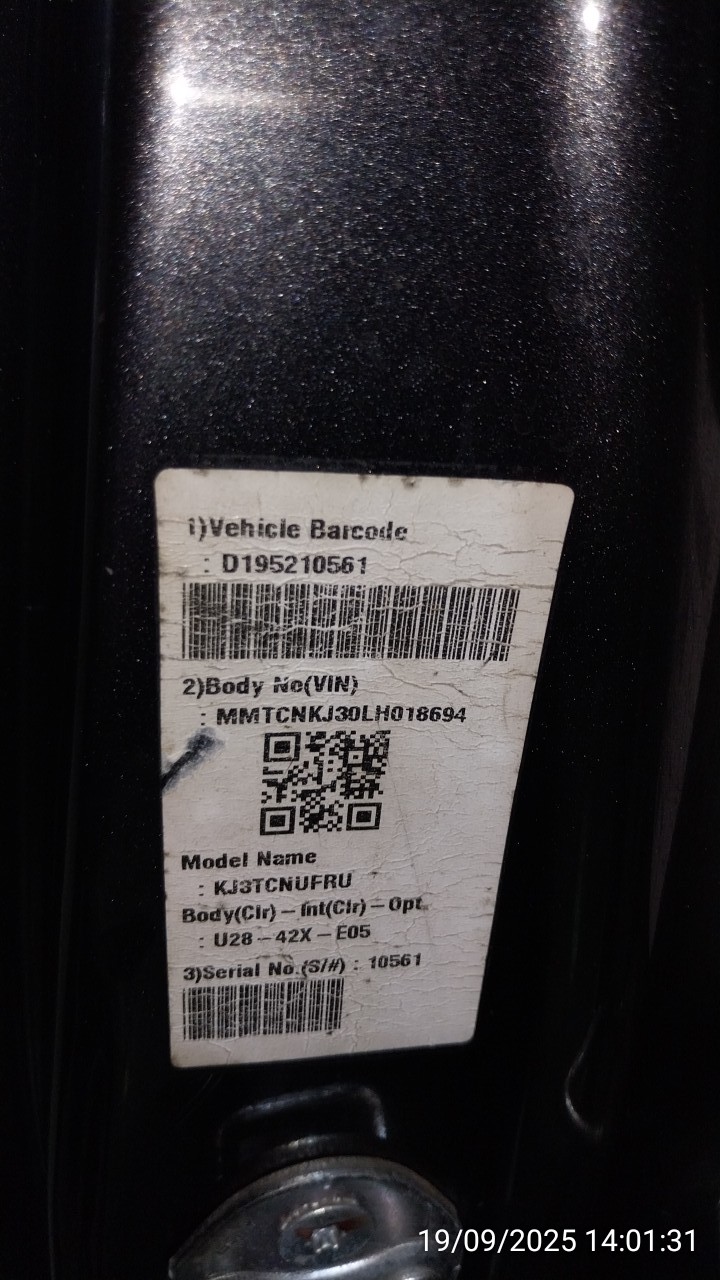 1)Vehicle Barcode
: D195210561
2)Body No(VIN)
: MMTCNKJ30LH018694
Model Name
: KJ3TCNUFRU
Body(Clr)-Int(Clr)-Opt.
: U28-42X-E05
3)Serial No.(S/#) : 10561
19/09/2025 14:01:31